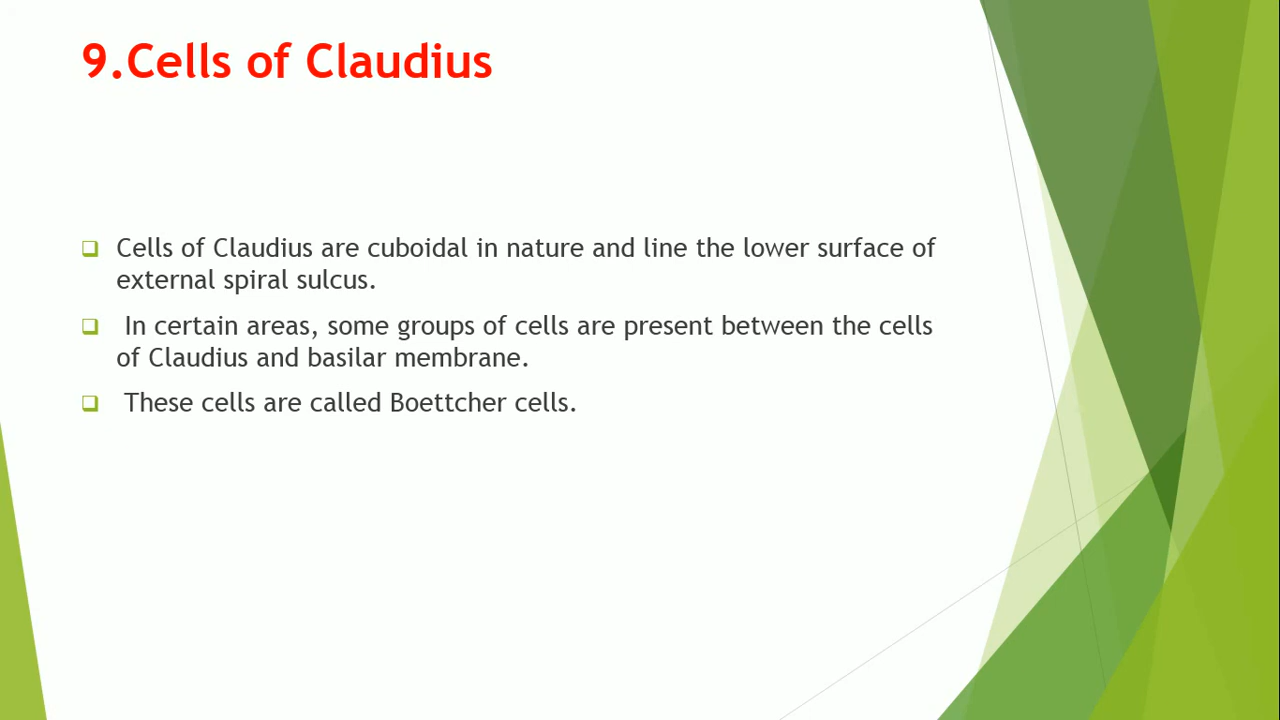 9.Cells of Claudius
Cells of Claudius are cuboidal in nature and line the lower surface of
external spiral sulcus.
In certain areas, some groups of cells are present between the cells
of Claudius and basilar membrane.
These cells are called Boettcher cells.